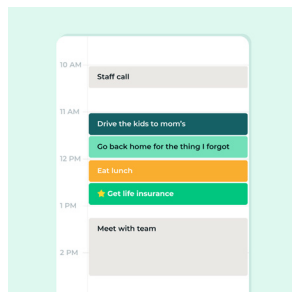 10 AM
Staff call
11 AM
Drive the kids to mom's
Go back home for the thing I forgot
12 PM
Eat lunch
⭐ Get life insurance
1 PM
Meet with team
2 PM